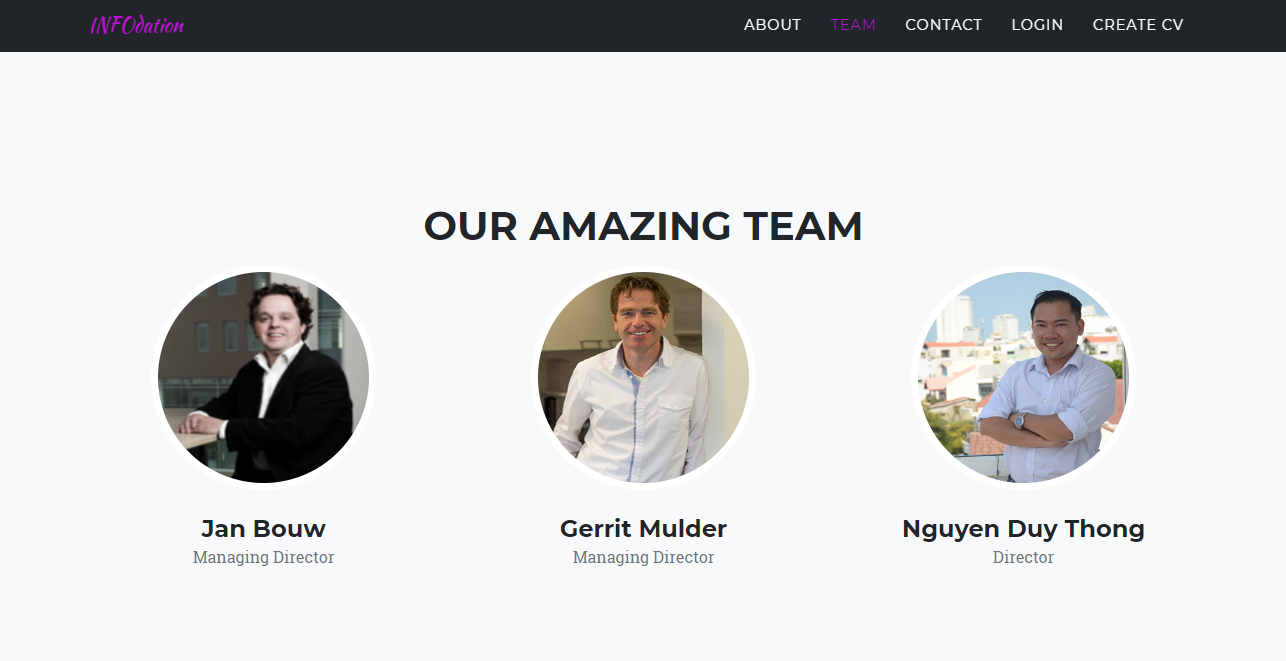 INFOdation
ABOUT TEAM CONTACT LOGIN CREATE CV
OUR AMAZING TEAM
Jan Bouw
Managing Director
Gerrit Mulder
Managing Director
Nguyen Duy Thong
Director